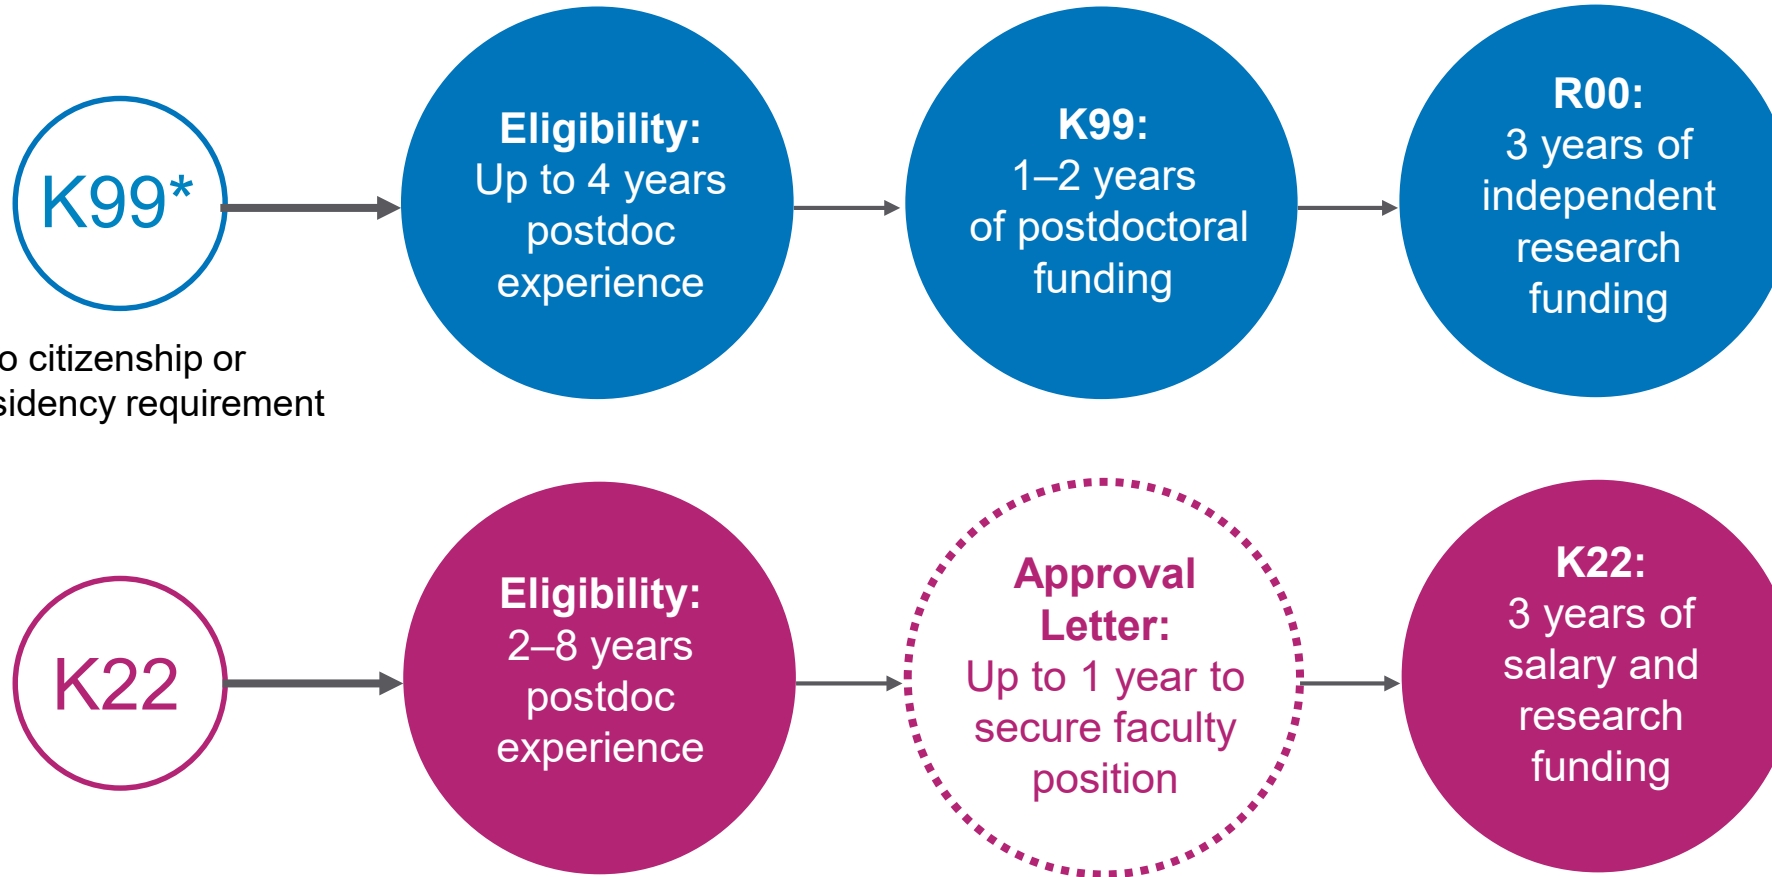 K99*
Eligibility:
Up to 4 years
postdoc
experience
K99:
1–2 years
of postdoctoral
funding
R00:
3 years of
independent
research
funding
o citizenship or
sidency requirement
K22
Eligibility:
2–8 years
postdoc
experience
Approval
Letter:
Up to 1 year to
secure faculty
position
K22:
3 years of
salary and
research
funding